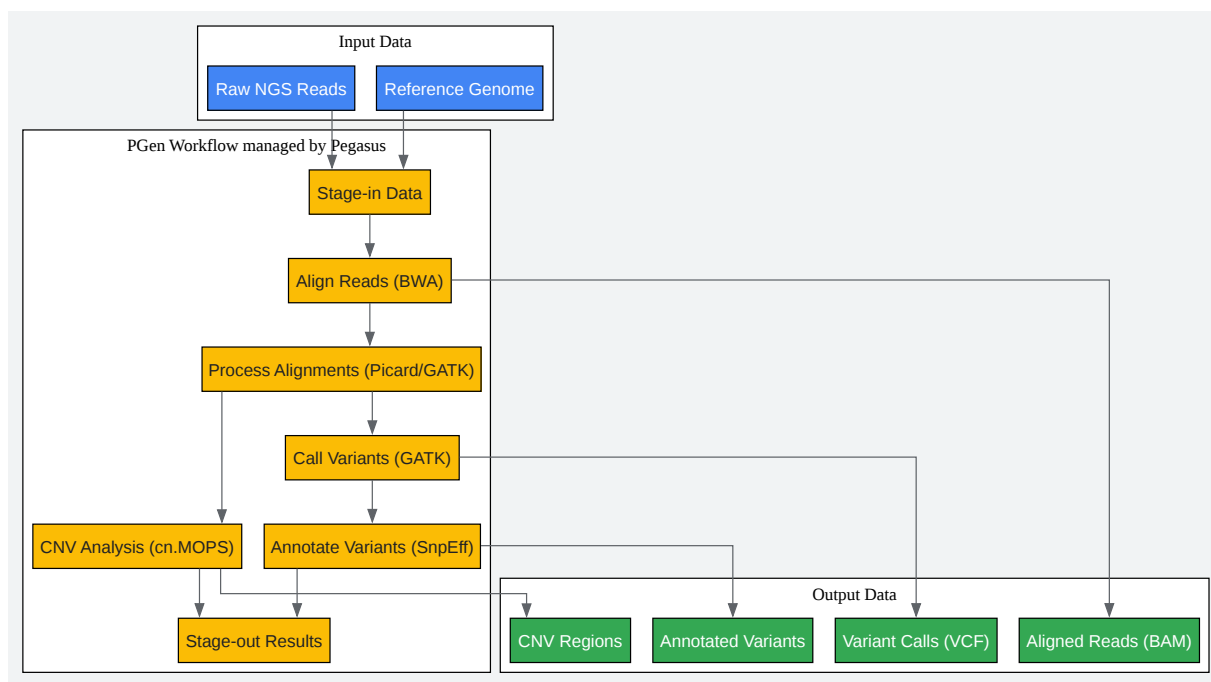 Input Data
Raw NGS Reads
Reference Genome
PGen Workflow managed by Pegasus
Stage-in Data
Align Reads (BWA)
Process Alignments (Picard/GATK)
Call Variants (GATK)
CNV Analysis (cn.MOPS)
Annotate Variants (SnpEff)
Stage-out Results
Output Data
CNV Regions
Annotated Variants
Variant Calls (VCF)
Aligned Reads (BAM)